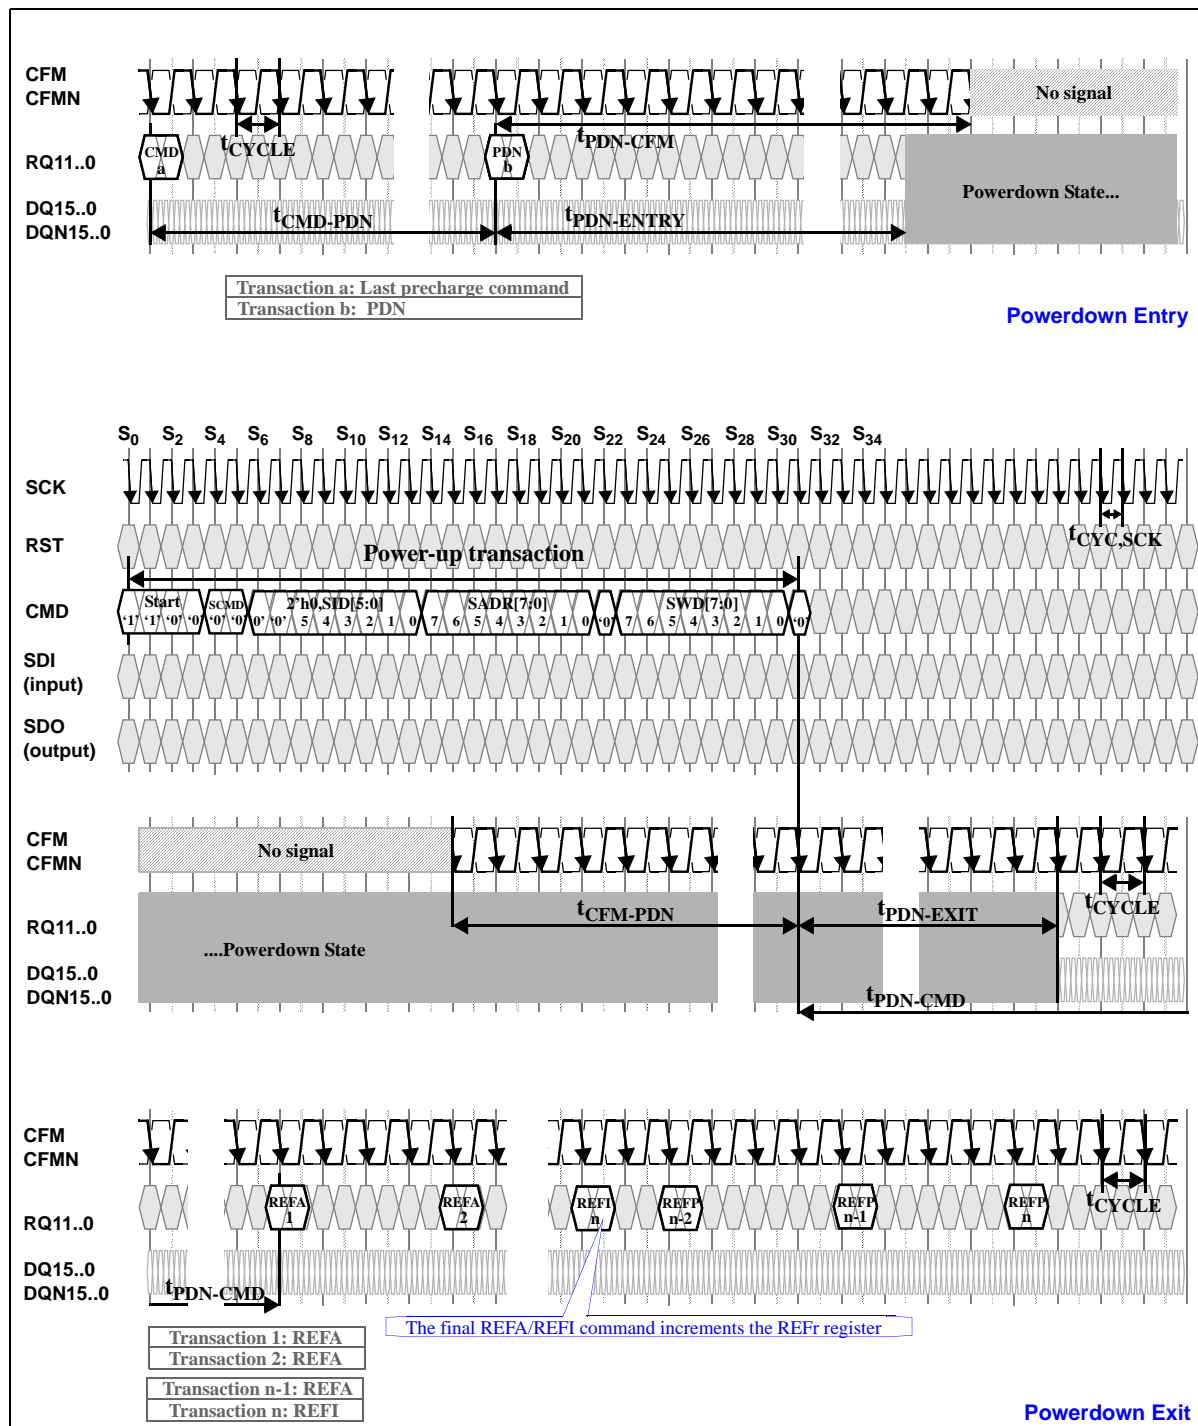 CFM
CFMN
No signal
tCYCLE
tPDN-CFM
RQ11..0
CMD
a
PDN
b
Powerdown State...
DQ15..0
DQN15..0
tCMD-PDN
tPDN-ENTRY
Transaction a: Last precharge command
Transaction b: PDN
Powerdown Entry
S0 S2 S4 S6 S8 S10 S12 S14 S16 S18 S20 S22 S24 S26 S28 S30 S32 S34
SCK
RST
tCYC,SCK
Power-up transaction
CMD
Start SCMD 2'h0,SID[5:0] SADR[7:0] SWD[7:0]
'1' '1' '0' '0' '0' '0' '0' '0' 5 4 3 2 1 0 7 6 5 4 3 2 1 0 '0' 7 6 5 4 3 2 1 0 '0'
SDI
(input)
SDO
(output)
CFM
CFMN
No signal
tCFM-PDN
tPDN-EXIT
tCYCLE
RQ11..0
....Powerdown State
DQ15..0
DQN15..0
tPDN-CMD
CFM
CFMN
RQ11..0
REFA
1
REFA
2
REFI
n
REFP
n-2
REFP
n-1
REFP
n
tCYCLE
DQ15..0
DQN15..0
tPDN-CMD
The final REFA/REFI command increments the REFr register
Transaction 1: REFA
Transaction 2: REFA
Transaction n-1: REFA
Transaction n: REFI
Powerdown Exit